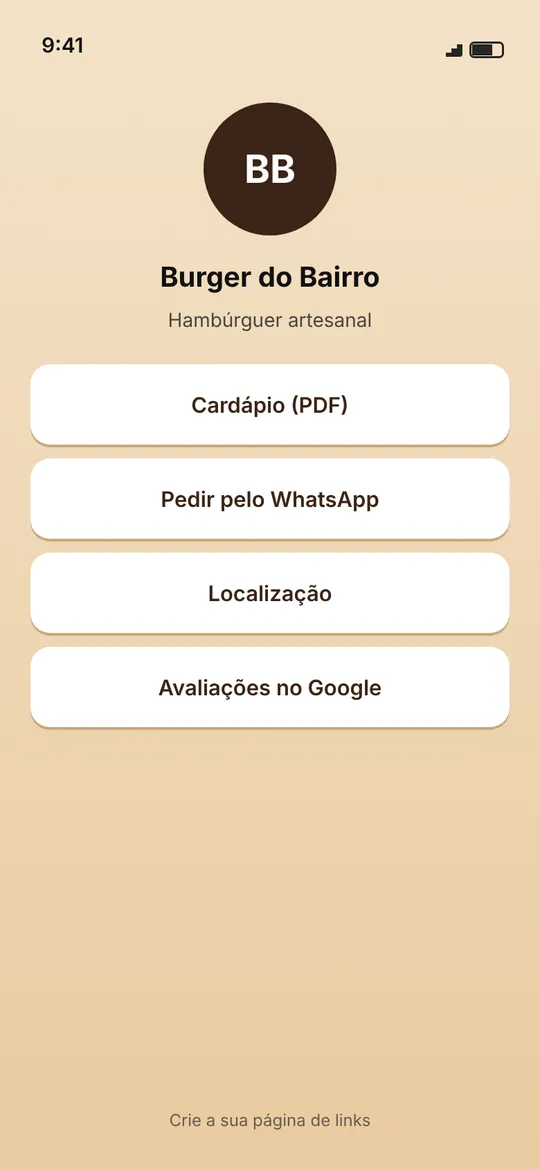 9:41
BB
Burger do Bairro
Hambúrguer artesanal
Cardápio (PDF)
Pedir pelo WhatsApp
Localização
Avaliações no Google
Crie a sua página de links